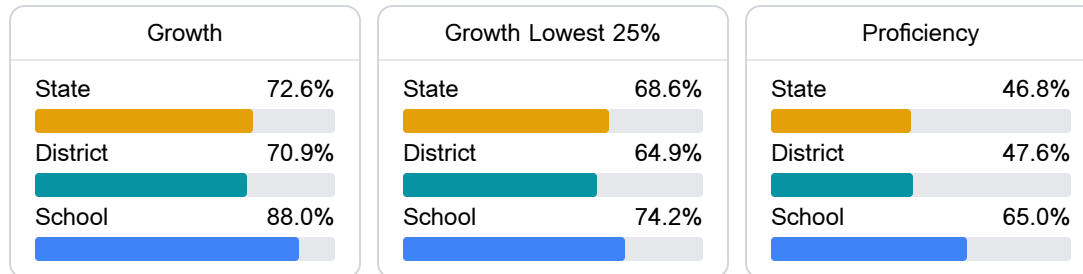 Growth
State 72.6%
District 70.9%
School 88.0%
Growth Lowest 25%
State 68.6%
District 64.9%
School 74.2%
Proficiency
State 46.8%
District 47.6%
School 65.0%